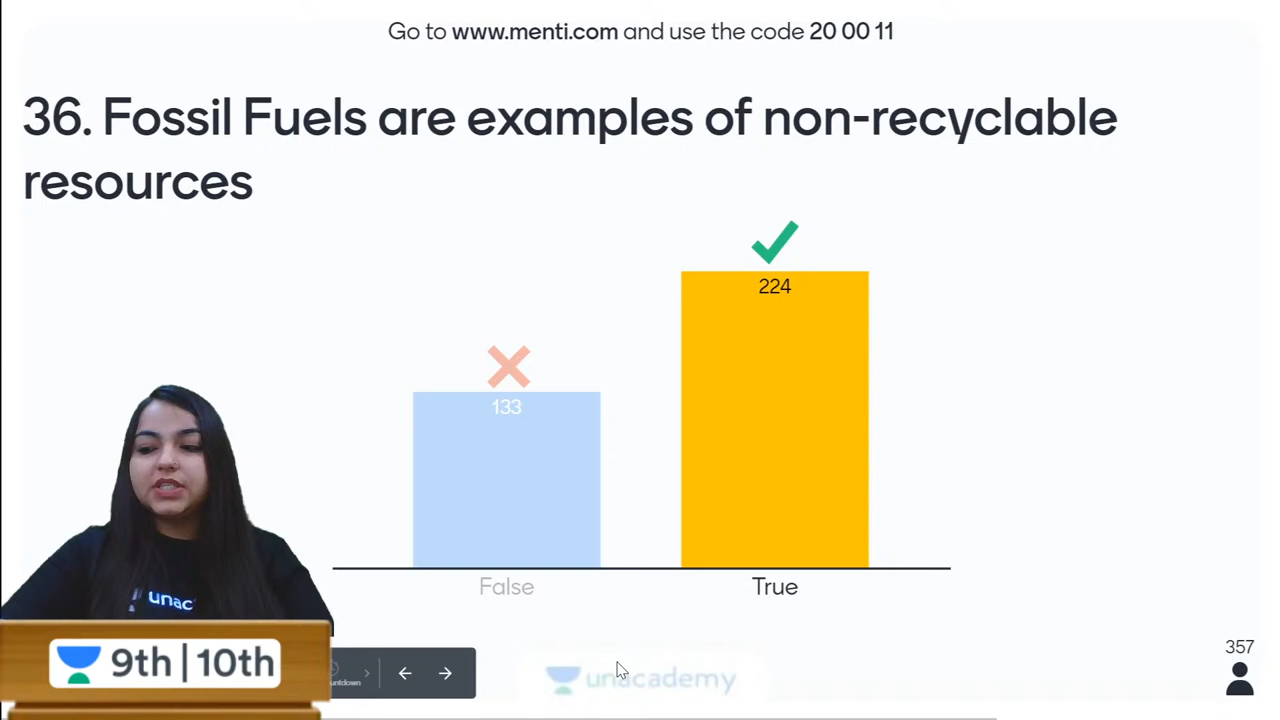 Go to www.menti.com and use the code 20 00 11
36. Fossil Fuels are examples of non-recyclable
resources
224
133
False
True
unac
9th | 10th
ntdown
unacademy
357